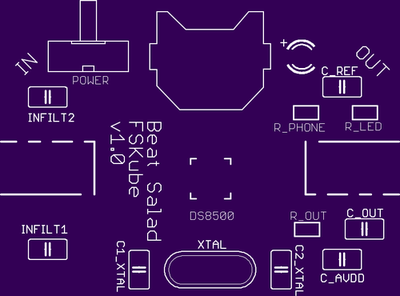 IN
POWER
+
OUT
C_REF
INFILT2
R_PHONE
R_LED
Beat Salad
FSKube
v1.0
DS8500
INFILT1
R_OUT
C_OUT
C1_XTAL
XTAL
C2_XTAL
C_AVDD